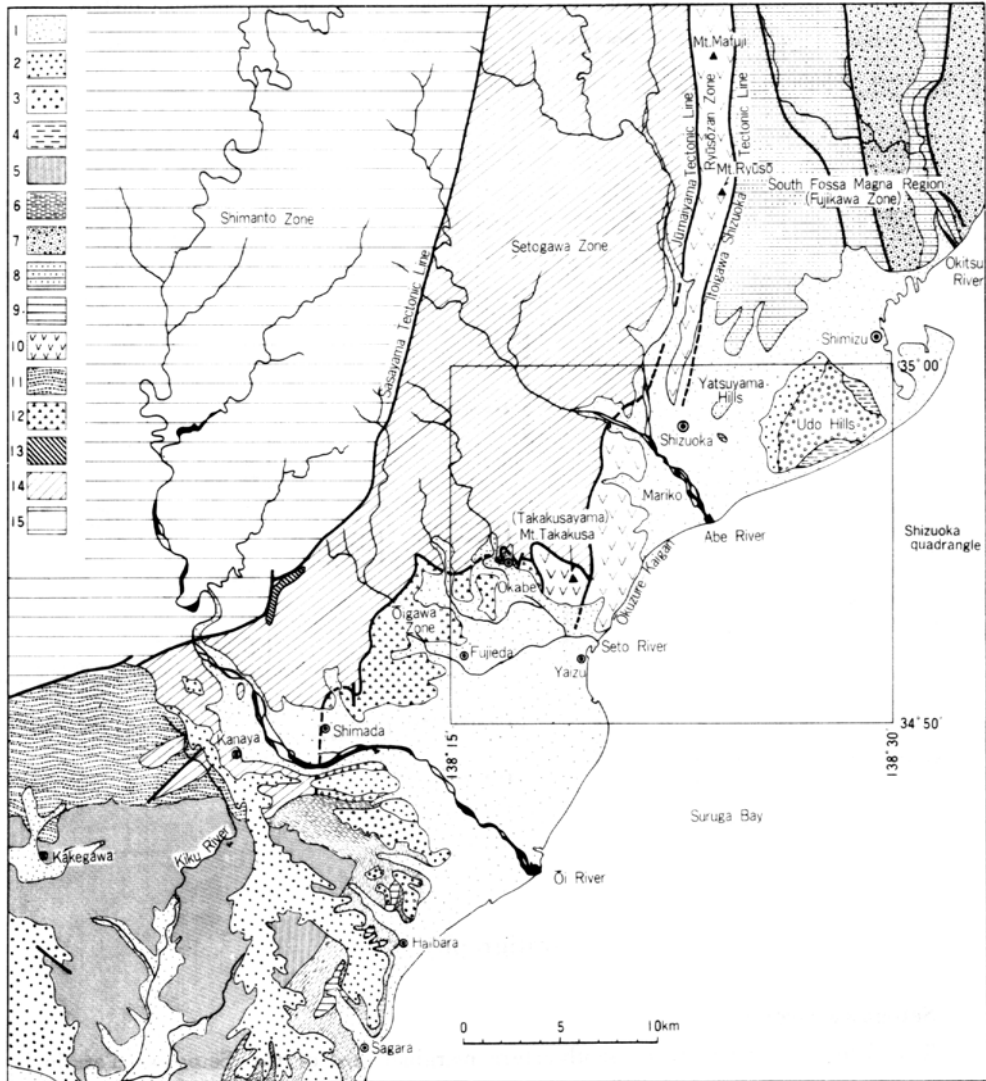 1
2
3
4
5
6
7
8
9
10
11
12
13
14
15
Mt.Matuji
Jūmaiyama Tectonic Line
Ryūsōzan Zone
Itoigawa Shizuoka Tectonic Line
Mt.Ryūsō
South Fossa Magna Region
(Fujikawa Zone)
Shimanto Zone
Setogawa Zone
Sasayama Tectonic Line
Okitsu
River
Shimizu
35°00
Yatsuyama
Hills
Udo Hills
Shizuoka
Mariko
(Takakusayama)
Mt.Takakusa
Abe River
Shizuoka
quadrangle
Okabe
Ōkuzure Kaigan
Ōigawa
Zone
Fujieda
Seto River
Yaizu
Shimada
34°50
Kanaya
138°15
138°30
Suruga Bay
Kakegawa
Kiku River
Ōi River
Haibara
0 5 10km
Sagara